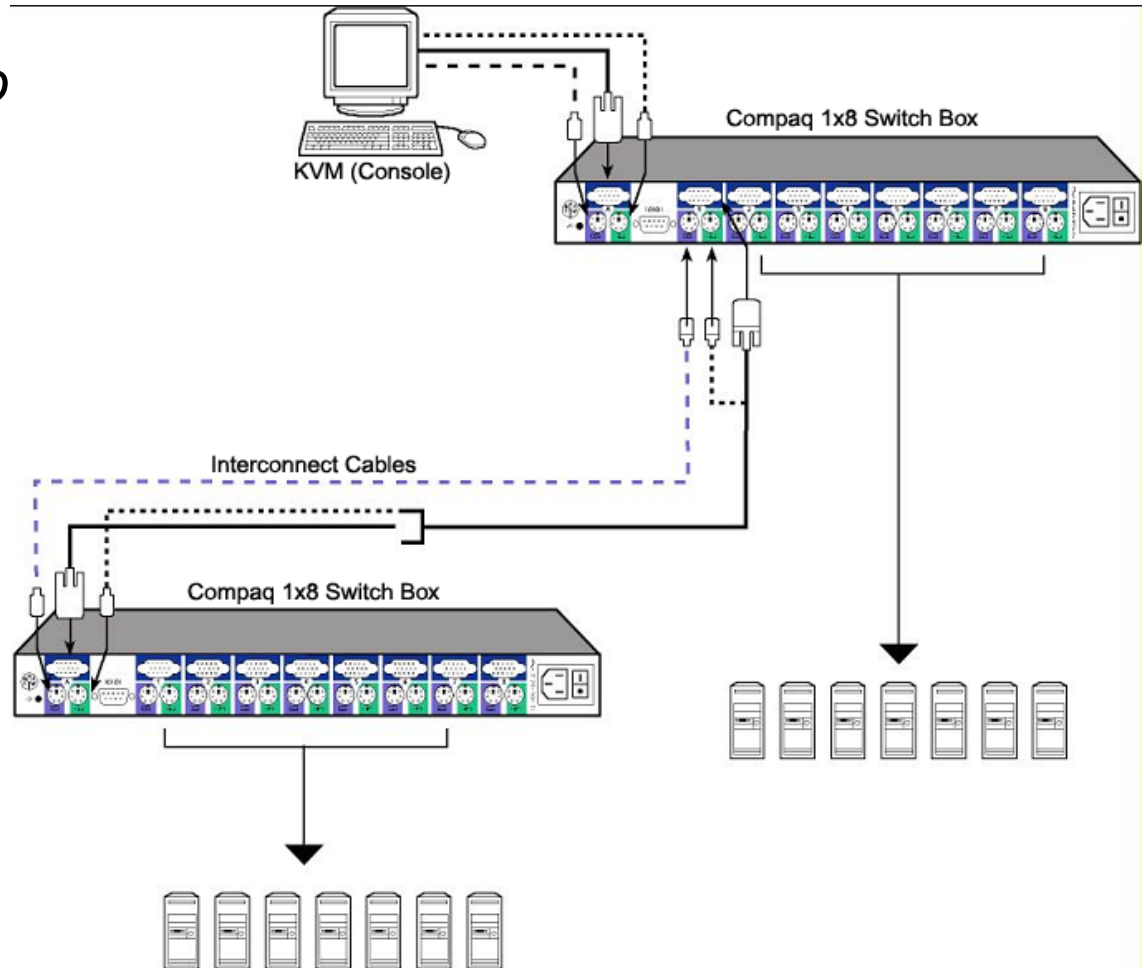 Compaq 1x8 Switch Box
KVM (Console)
Interconnect Cables
Compaq 1x8 Switch Box